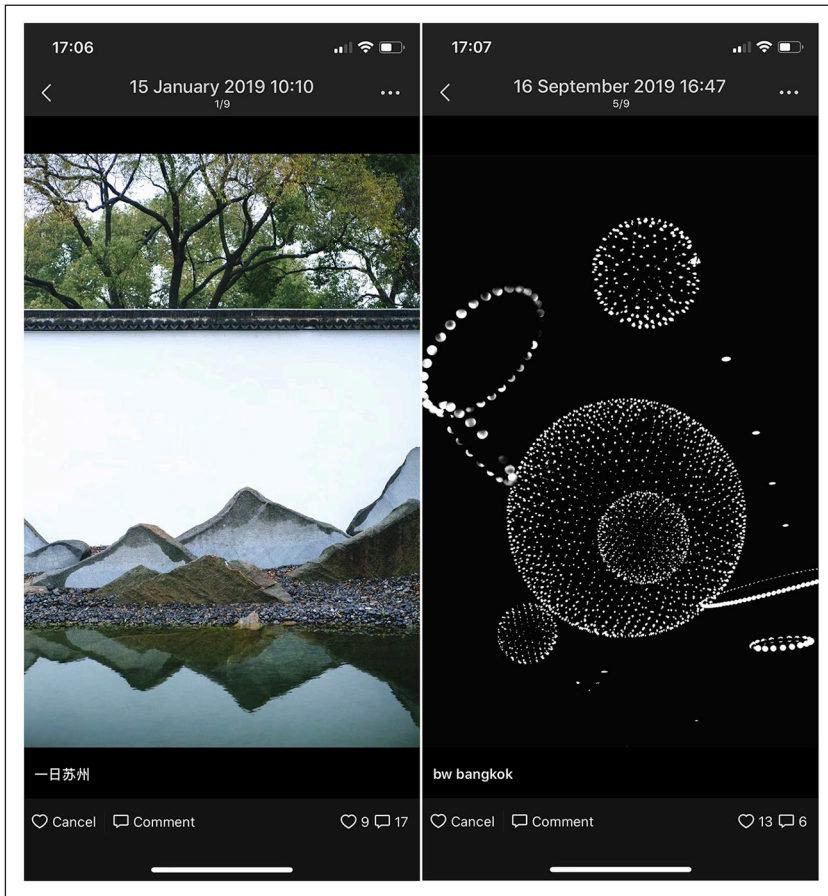 17:06
15 January 2019 10:10
1/9
一日苏州
Cancel
Comment
9
17
17:07
16 September 2019 16:47
5/9
bw bangkok
Cancel
Comment
13
6